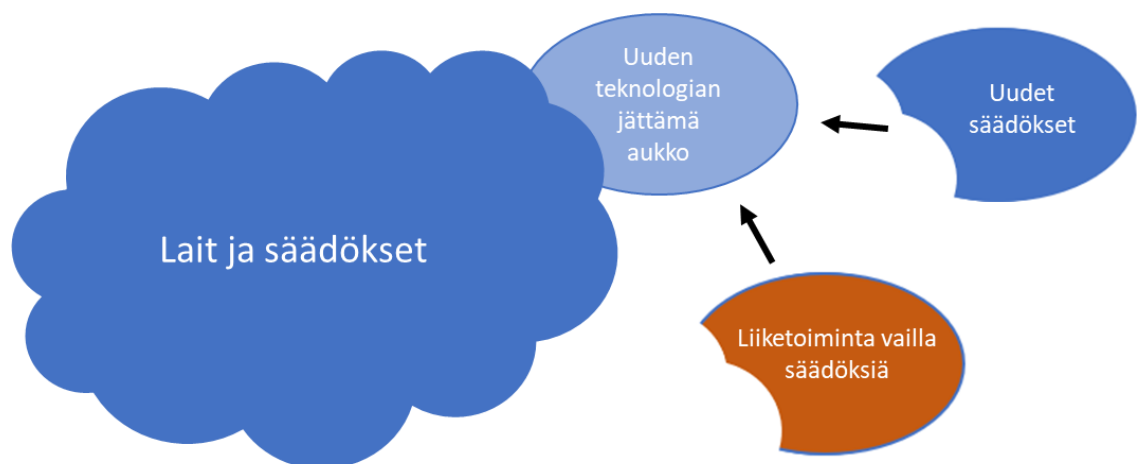 Uuden
teknologian
jättämä
aukko
Uudet
säädökset
Lait ja säädökset
Liiketoiminta vailla
säädöksiä